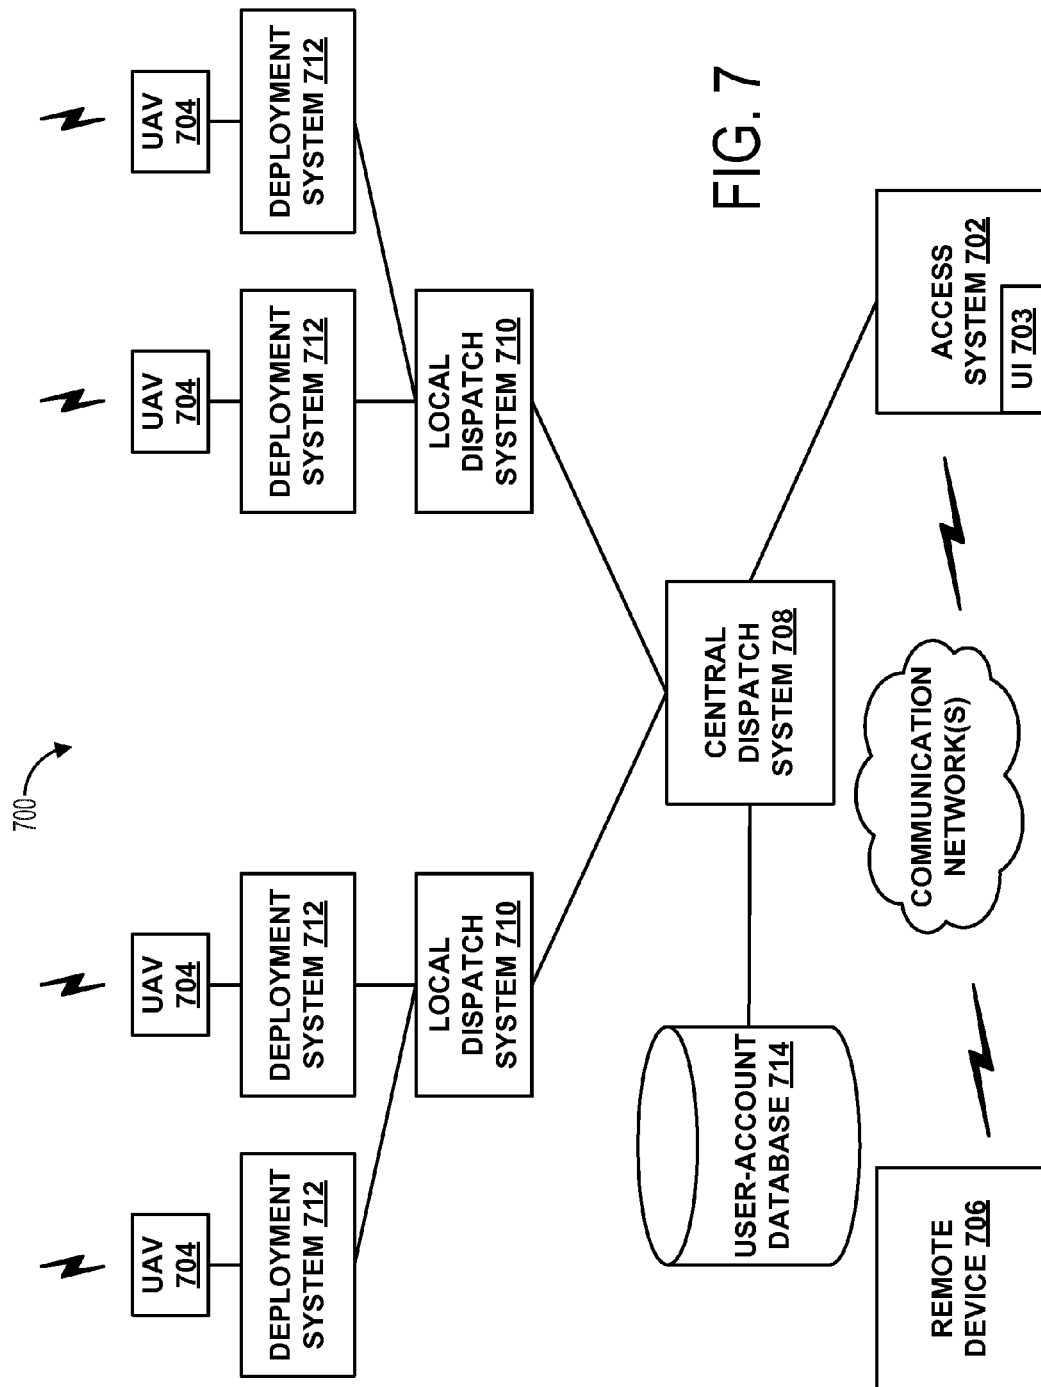 700
UAV
704
UAV
704
UAV
704
UAV
704
DEPLOYMENT
SYSTEM 712
DEPLOYMENT
SYSTEM 712
DEPLOYMENT
SYSTEM 712
DEPLOYMENT
SYSTEM 712
LOCAL
DISPATCH
SYSTEM 710
LOCAL
DISPATCH
SYSTEM 710
USER-ACCOUNT
DATABASE 714
CENTRAL
DISPATCH
SYSTEM 708
FIG. 7
REMOTE
DEVICE 706
COMMUNICATION
NETWORK(S)
ACCESS
SYSTEM 702
UI 703